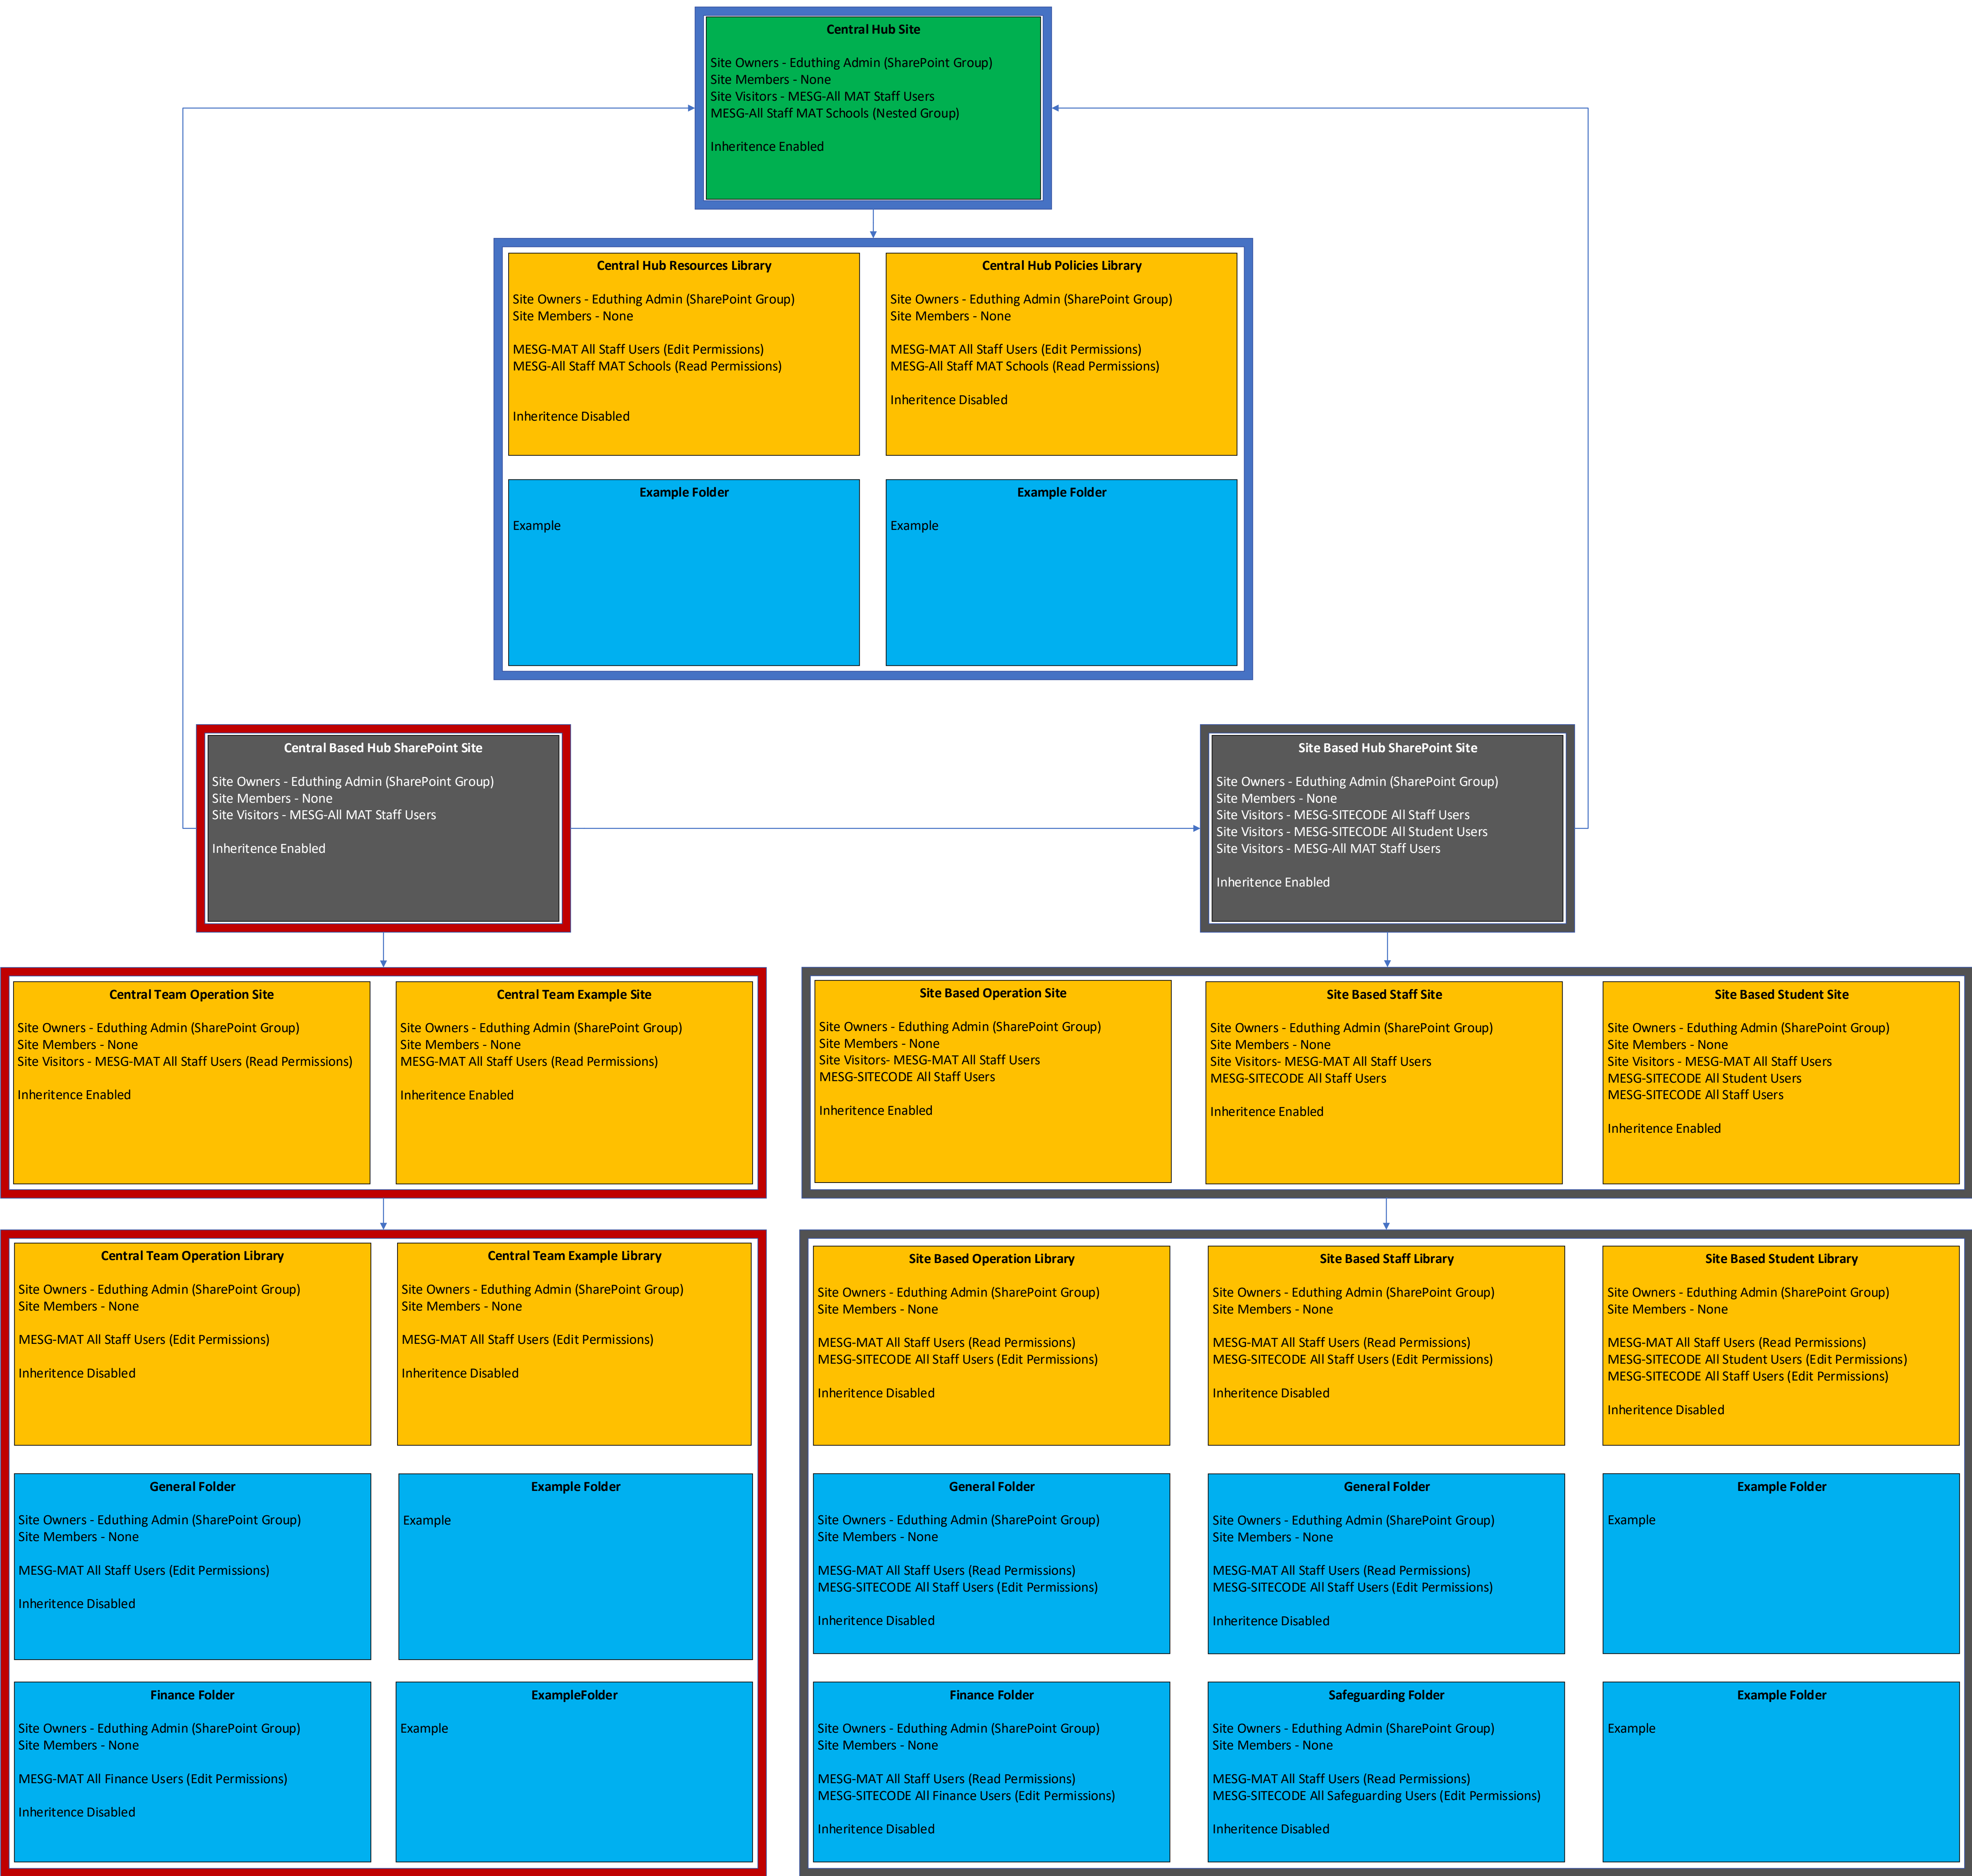 Central Hub Site
Site Owners - Eduthing Admin (SharePoint Group)
Site Members - None
Site Visitors - MESG-All MAT Staff Users
MESG-All Staff MAT Schools (Nested Group)
Inheritence Enabled
Central Hub Resources Library
Site Owners - Eduthing Admin (SharePoint Group)
Site Members - None
MESG-MAT All Staff Users (Edit Permissions)
MESG-All Staff MAT Schools (Read Permissions)
Inheritence Disabled
Central Hub Policies Library
Site Owners - Eduthing Admin (SharePoint Group)
Site Members - None
MESG-MAT All Staff Users (Edit Permissions)
MESG-All Staff MAT Schools (Read Permissions)
Inheritence Disabled
Example Folder
Example
Example Folder
Example
Central Based Hub SharePoint Site
Site Owners - Eduthing Admin (SharePoint Group)
Site Members - None
Site Visitors - MESG-All MAT Staff Users
Inheritence Enabled
Site Based Hub SharePoint Site
Site Owners - Eduthing Admin (SharePoint Group)
Site Members - None
Site Visitors - MESG-SITECODE All Staff Users
Site Visitors - MESG-SITECODE All Student Users
Site Visitors - MESG-All MAT Staff Users
Inheritence Enabled
Central Team Operation Site
Site Owners - Eduthing Admin (SharePoint Group)
Site Members - None
Site Visitors - MESG-MAT All Staff Users (Read Permissions)
Inheritence Enabled
Central Team Example Site
Site Owners - Eduthing Admin (SharePoint Group)
Site Members - None
MESG-MAT All Staff Users (Read Permissions)
Inheritence Enabled
Site Based Operation Site
Site Owners - Eduthing Admin (SharePoint Group)
Site Members - None
Site Visitors- MESG-MAT All Staff Users
MESG-SITECODE All Staff Users
Inheritence Enabled
Site Based Staff Site
Site Owners - Eduthing Admin (SharePoint Group)
Site Members - None
Site Visitors- MESG-MAT All Staff Users
MESG-SITECODE All Staff Users
Inheritence Enabled
Site Based Student Site
Site Owners - Eduthing Admin (SharePoint Group)
Site Members - None
Site Visitors - MESG-MAT All Staff Users
MESG-SITECODE All Student Users
MESG-SITECODE All Staff Users
Inheritence Enabled
Central Team Operation Library
Site Owners - Eduthing Admin (SharePoint Group)
Site Members - None
MESG-MAT All Staff Users (Edit Permissions)
Inheritence Disabled
Central Team Example Library
Site Owners - Eduthing Admin (SharePoint Group)
Site Members - None
MESG-MAT All Staff Users (Edit Permissions)
Inheritence Disabled
Site Based Operation Library
Site Owners - Eduthing Admin (SharePoint Group)
Site Members - None
MESG-MAT All Staff Users (Read Permissions)
MESG-SITECODE All Staff Users (Edit Permissions)
Inheritence Disabled
Site Based Staff Library
Site Owners - Eduthing Admin (SharePoint Group)
Site Members - None
MESG-MAT All Staff Users (Read Permissions)
MESG-SITECODE All Staff Users (Edit Permissions)
Inheritence Disabled
Site Based Student Library
Site Owners - Eduthing Admin (SharePoint Group)
Site Members - None
MESG-MAT All Staff Users (Read Permissions)
MESG-SITECODE All Student Users (Edit Permissions)
MESG-SITECODE All Staff Users (Edit Permissions)
Inheritence Disabled
General Folder
Site Owners - Eduthing Admin (SharePoint Group)
Site Members - None
MESG-MAT All Staff Users (Edit Permissions)
Inheritence Disabled
Example Folder
Example
General Folder
Site Owners - Eduthing Admin (SharePoint Group)
Site Members - None
MESG-MAT All Staff Users (Read Permissions)
MESG-SITECODE All Staff Users (Edit Permissions)
Inheritence Disabled
General Folder
Site Owners - Eduthing Admin (SharePoint Group)
Site Members - None
MESG-MAT All Staff Users (Read Permissions)
MESG-SITECODE All Staff Users (Edit Permissions)
Inheritence Disabled
Example Folder
Example
Finance Folder
Site Owners - Eduthing Admin (SharePoint Group)
Site Members - None
MESG-MAT All Finance Users (Edit Permissions)
Inheritence Disabled
ExampleFolder
Example
Finance Folder
Site Owners - Eduthing Admin (SharePoint Group)
Site Members - None
MESG-MAT All Staff Users (Read Permissions)
MESG-SITECODE All Finance Users (Edit Permissions)
Inheritence Disabled
Safeguarding Folder
Site Owners - Eduthing Admin (SharePoint Group)
Site Members - None
MESG-MAT All Staff Users (Read Permissions)
MESG-SITECODE All Safeguarding Users (Edit Permissions)
Inheritence Disabled
Example Folder
Example